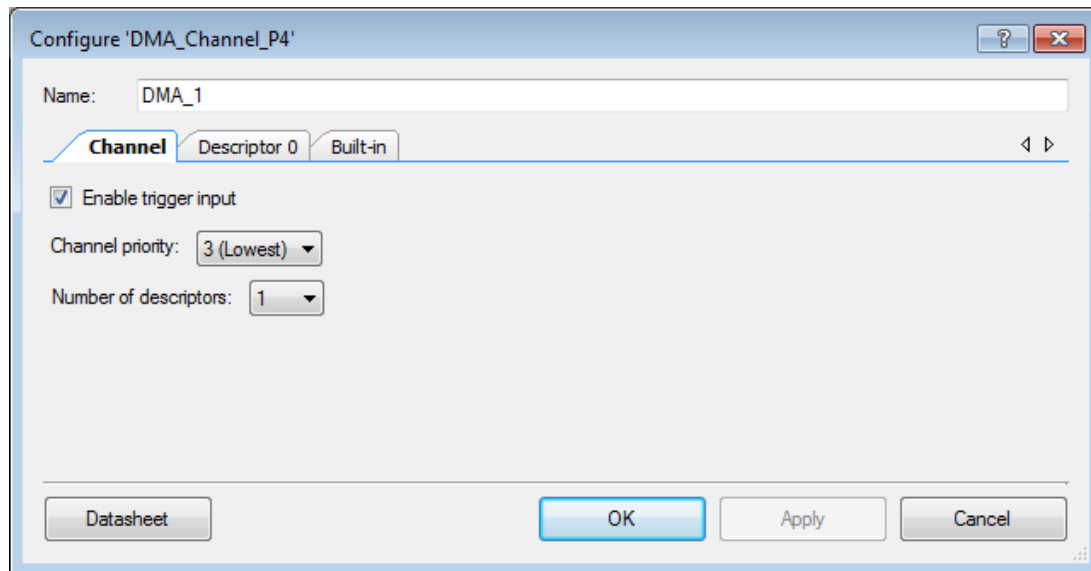 Configure 'DMA_Channel_P4'
Name: DMA_1
Channel Descriptor 0 Built-in
Enable trigger input
Channel priority: 3 (Lowest)
Number of descriptors: 1
Datasheet OK Apply Cancel